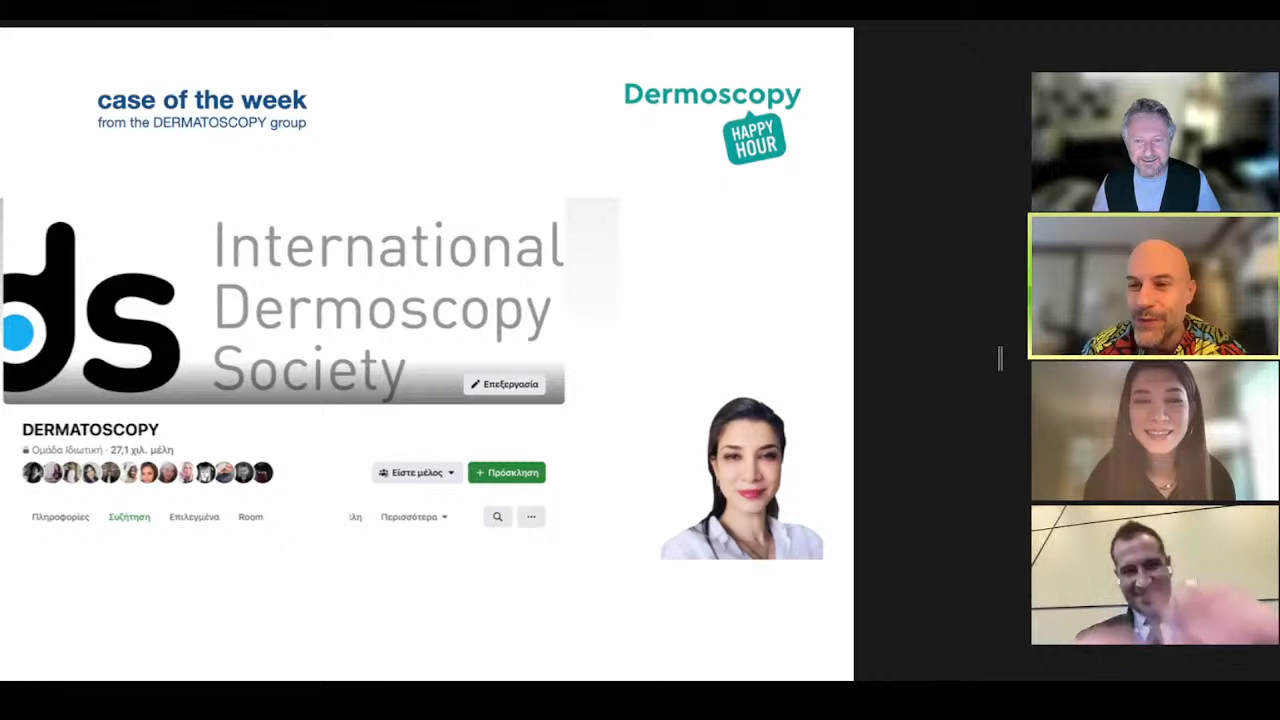 case of the week
from the DERMATOSCOPY group
Dermoscopy
HAPPY
HOUR
ds
International
Dermoscopy
Society
Επεξεργασία
DERMATOSCOPY
Ομάδα Ιδιωτική · 27,1 χιλ. μέλη
Είστε μέλος
+ Πρόσκληση
Πληροφορίες Συζήτηση Επιλεγμένα Room λη Περισσότερα ...